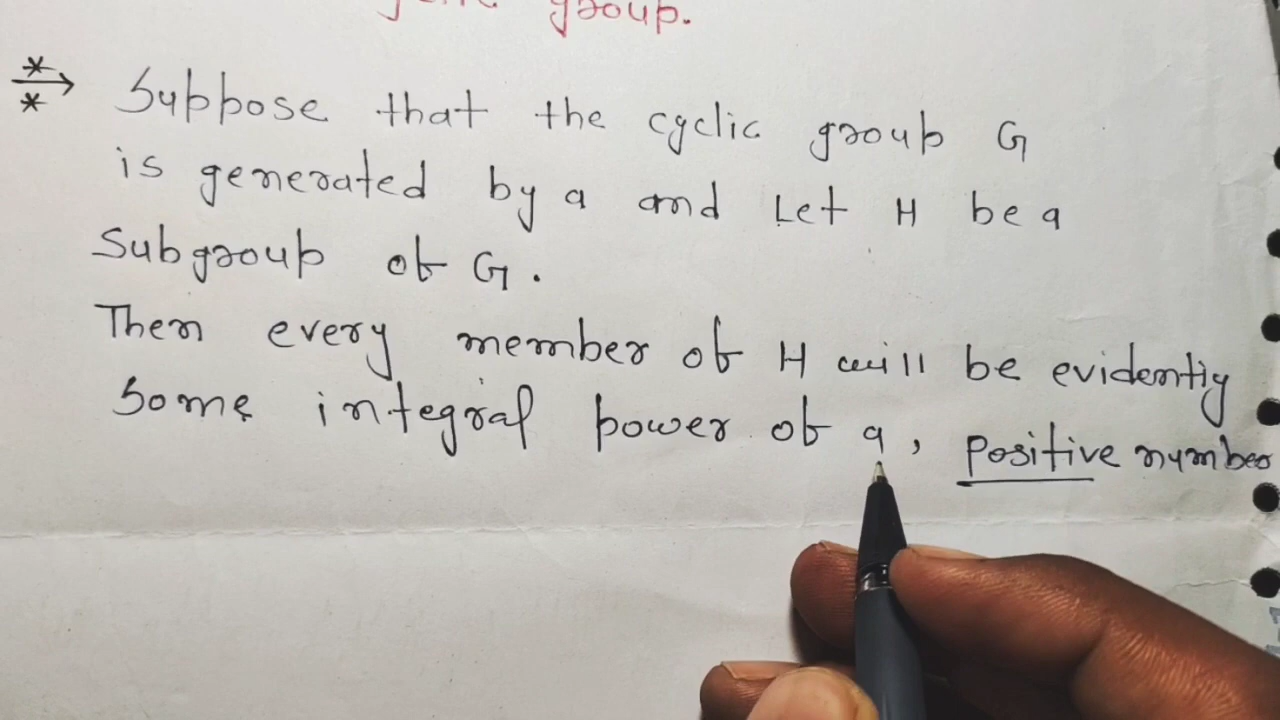 group.
Suppose that the cyclic group G
is generated by a and Let H be a
Subgroup of G.
Then every member of H will be evidently
Some integral power of a, Positive number